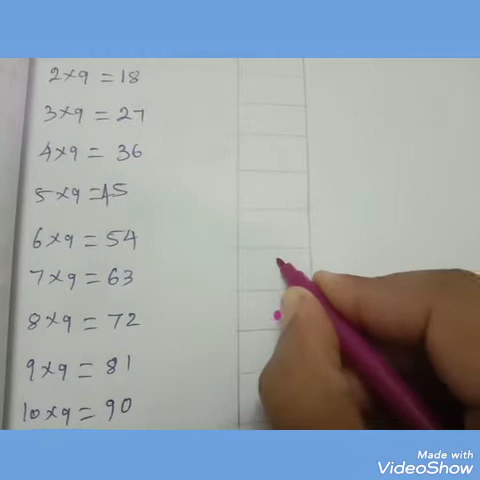 2×9 = 18
3×9 = 27
4×9 = 36
5×9 = 45
6×9 = 54
7×9 = 63
8×9 = 72
9×9 = 81
10×9 = 90
Made with
VideoShow